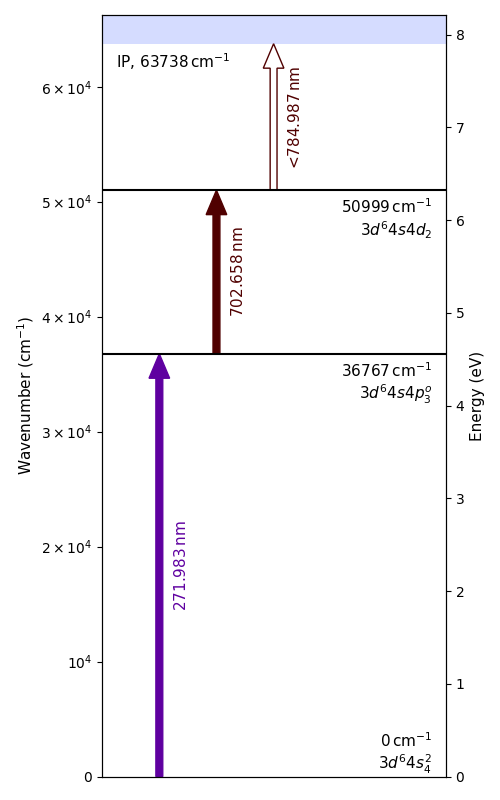 IP, 63738 cm⁻¹
<784.987 nm
50999 cm⁻¹
3d⁶4s4d₂
702.658 nm
36767 cm⁻¹
3d⁶4s4p₃ᵒ
271.983 nm
0 cm⁻¹
3d⁶4s₄²
Wavenumber (cm⁻¹)
6 × 10⁴
5 × 10⁴
4 × 10⁴
3 × 10⁴
2 × 10⁴
10⁴
0
Energy (eV)
8
7
6
5
4
3
2
1
0